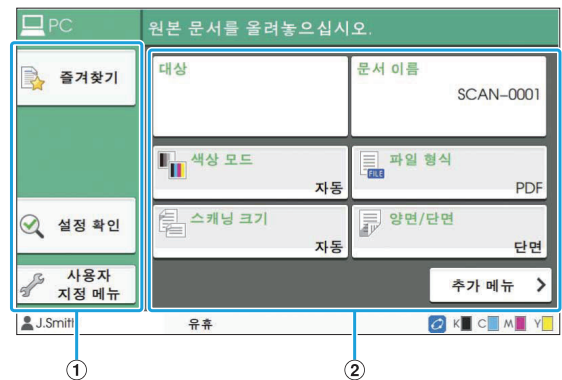 PC
원본 문서를 올려놓으십시오.
즐겨찾기
대상
문서 이름
SCAN-0001
색상 모드
자동
파일 형식
FILE
PDF
설정 확인
스캐닝 크기
자동
양면/단면
단면
사용자
지정 메뉴
추가 메뉴
J.Smith
유휴
K C M Y
① ②